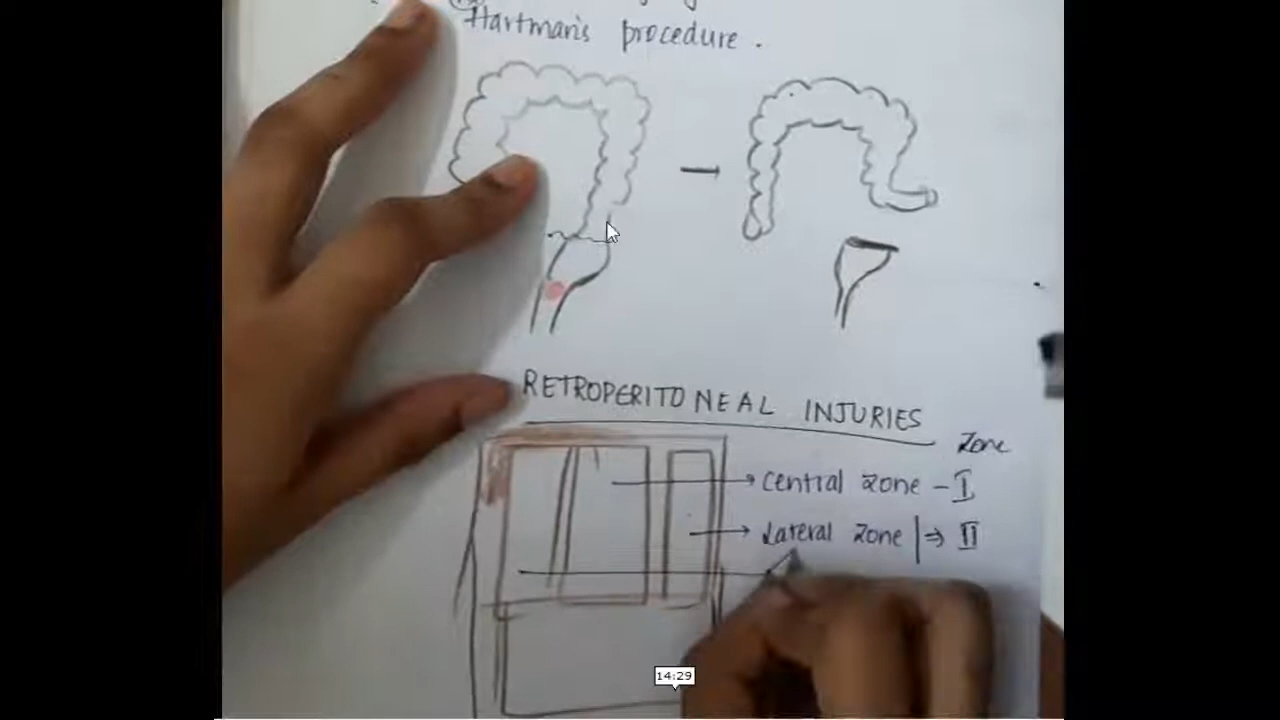 Hartman's procedure.
RETROPERITONEAL INJURIES
Zone
Central zone - I
Lateral zone | ⇒ II
14:29